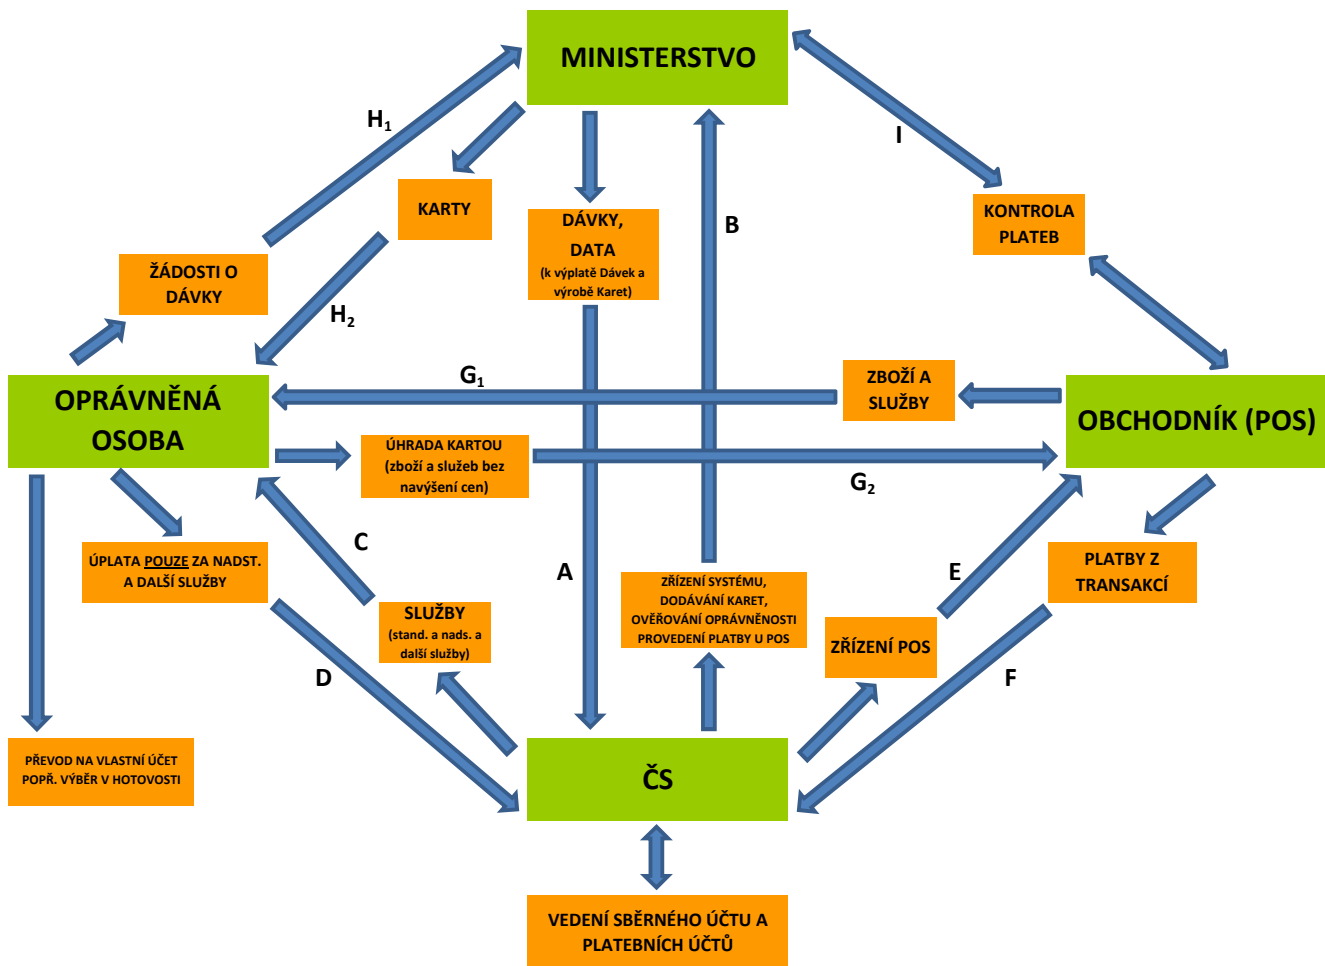 MINISTERSTVO
H1
I
KARTY
KONTROLA
PLATEB
DÁVKY,
DATA
(k výplatě Dávek a
výrobě Karet)
B
ŽÁDOSTI O
DÁVKY
H2
G1
ZBOŽÍ A
SLUŽBY
OPRÁVNĚNÁ
OSOBA
OBCHODNÍK (POS)
ÚHRADA KARTOU
(zboží a služeb bez
navýšení cen)
G2
C
A
E
ÚPLATA POUZE ZA NADST.
A DALŠÍ SLUŽBY
PLATBY Z
TRANSAKCÍ
ZŘÍZENÍ SYSTÉMU,
DODÁVÁNÍ KARET,
OVĚŘOVÁNÍ OPRÁVNĚNOSTI
PROVEDENÍ PLATBY U POS
SLUŽBY
(stand. a nads. a
další služby)
ZŘÍZENÍ POS
D
F
PŘEVOD NA VLASTNÍ ÚČET
POPŘ. VÝBĚR V HOTOVOSTI
ČS
VEDENÍ SBĚRNÉHO ÚČTU A
PLATEBNÍCH ÚČTŮ